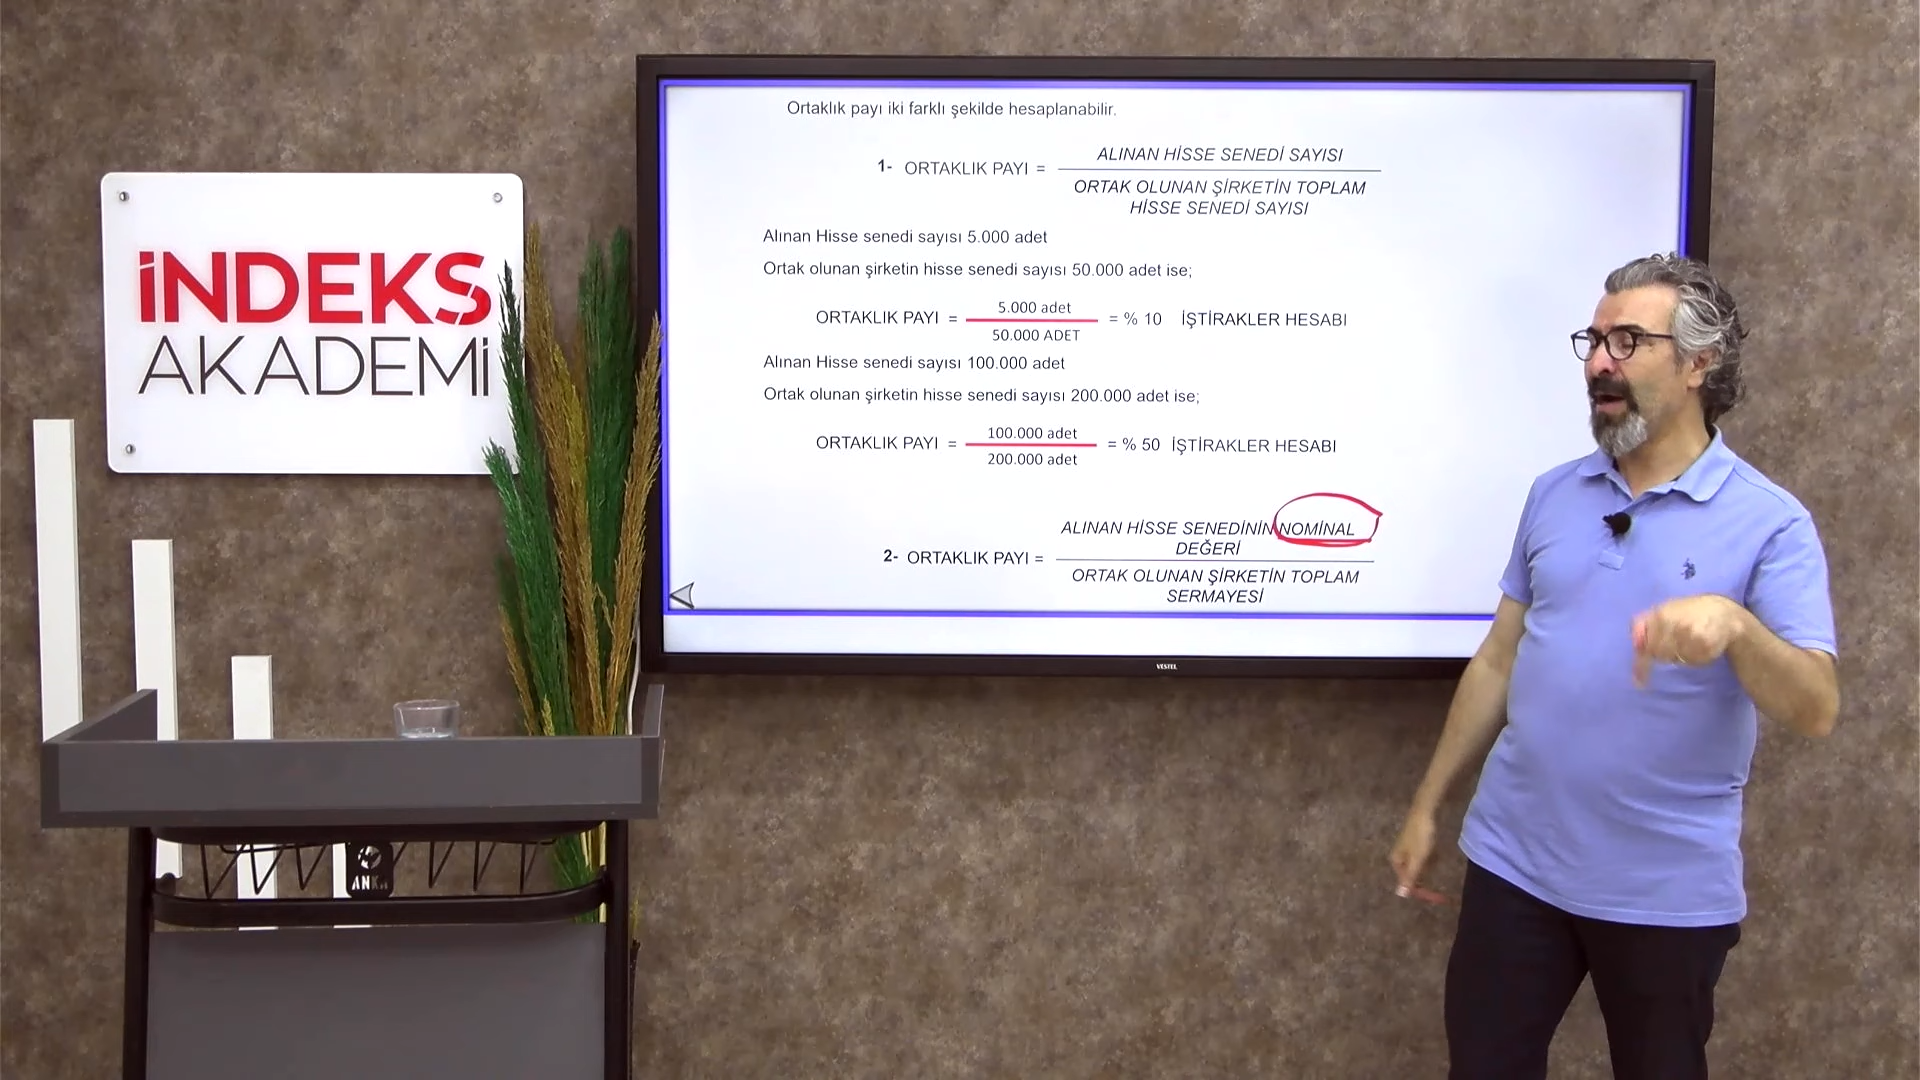 İNDEKS
AKADEMİ
Ortaklık payı iki farklı şekilde hesaplanabilir.
1- ORTAKLIK PAYI = ALINAN HİSSE SENEDİ SAYISI
ORTAK OLUNAN ŞİRKETİN TOPLAM
HİSSE SENEDİ SAYISI
Alınan Hisse senedi sayısı 5.000 adet
Ortak olunan şirketin hisse senedi sayısı 50.000 adet ise;
ORTAKLIK PAYI = 5.000 adet
50.000 ADET
= % 10 İŞTİRAKLER HESABI
Alınan Hisse senedi sayısı 100.000 adet
Ortak olunan şirketin hisse senedi sayısı 200.000 adet ise;
ORTAKLIK PAYI = 100.000 adet
200.000 adet
= % 50 İŞTİRAKLER HESABI
2- ORTAKLIK PAYI = ALINAN HİSSE SENEDİNİN NOMİNAL
DEĞERİ
ORTAK OLUNAN ŞİRKETİN TOPLAM
SERMAYESİ
VESTEL
ANKA